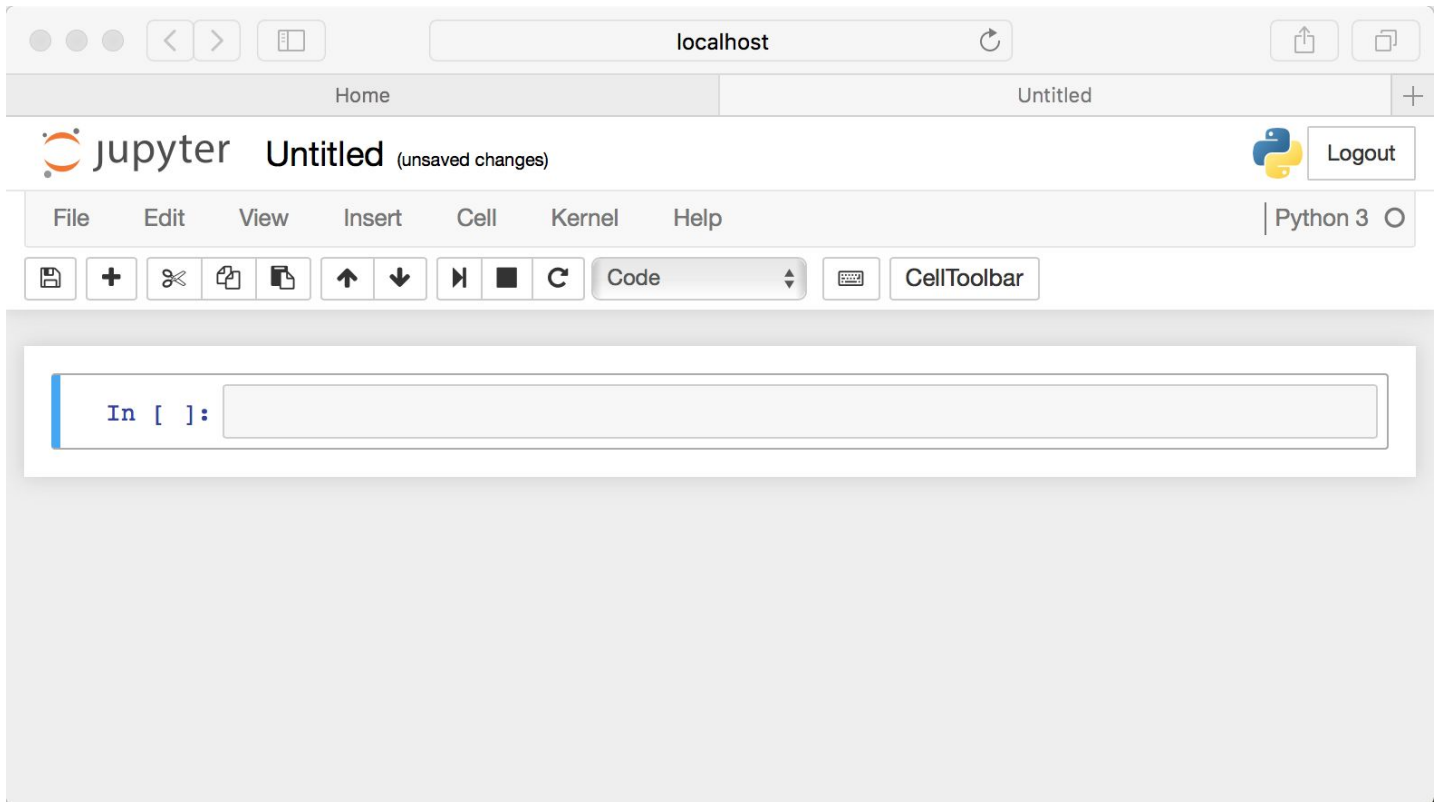 localhost
Home Untitled
jupyter Untitled (unsaved changes) Logout
File Edit View Insert Cell Kernel Help Python 3
Code CellToolbar
In [ ]: